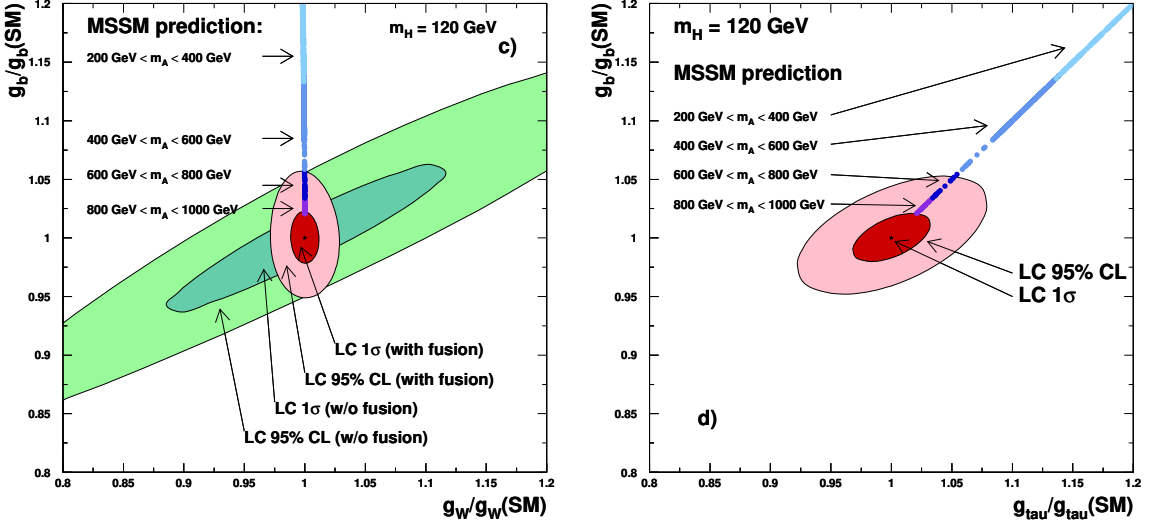 MSSM prediction:
m_H = 120 GeV
c)
200 GeV < m_A < 400 GeV
400 GeV < m_A < 600 GeV
600 GeV < m_A < 800 GeV
800 GeV < m_A < 1000 GeV
LC 1σ (with fusion)
LC 95% CL (with fusion)
LC 1σ (w/o fusion)
LC 95% CL (w/o fusion)
g_b/g_b(SM)
1.2
1.15
1.1
1.05
1
0.95
0.9
0.85
0.8
0.8
0.85
0.9
0.95
1
1.05
1.1
1.15
1.2
g_W/g_W(SM)
m_H = 120 GeV
MSSM prediction
200 GeV < m_A < 400 GeV
400 GeV < m_A < 600 GeV
600 GeV < m_A < 800 GeV
800 GeV < m_A < 1000 GeV
LC 95% CL
LC 1σ
d)
g_b/g_b(SM)
1.2
1.15
1.1
1.05
1
0.95
0.9
0.85
0.8
0.8
0.85
0.9
0.95
1
1.05
1.1
1.15
1.2
g_tau/g_tau(SM)